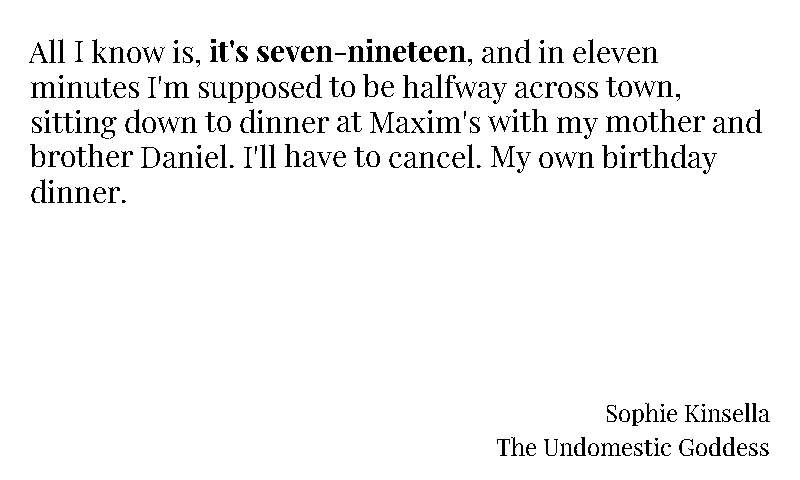 All I know is, it's seven-nineteen, and in eleven
minutes I'm supposed to be halfway across town,
sitting down to dinner at Maxim's with my mother and
brother Daniel. I'll have to cancel. My own birthday
dinner.
Sophie Kinsella
The Undomestic Goddess